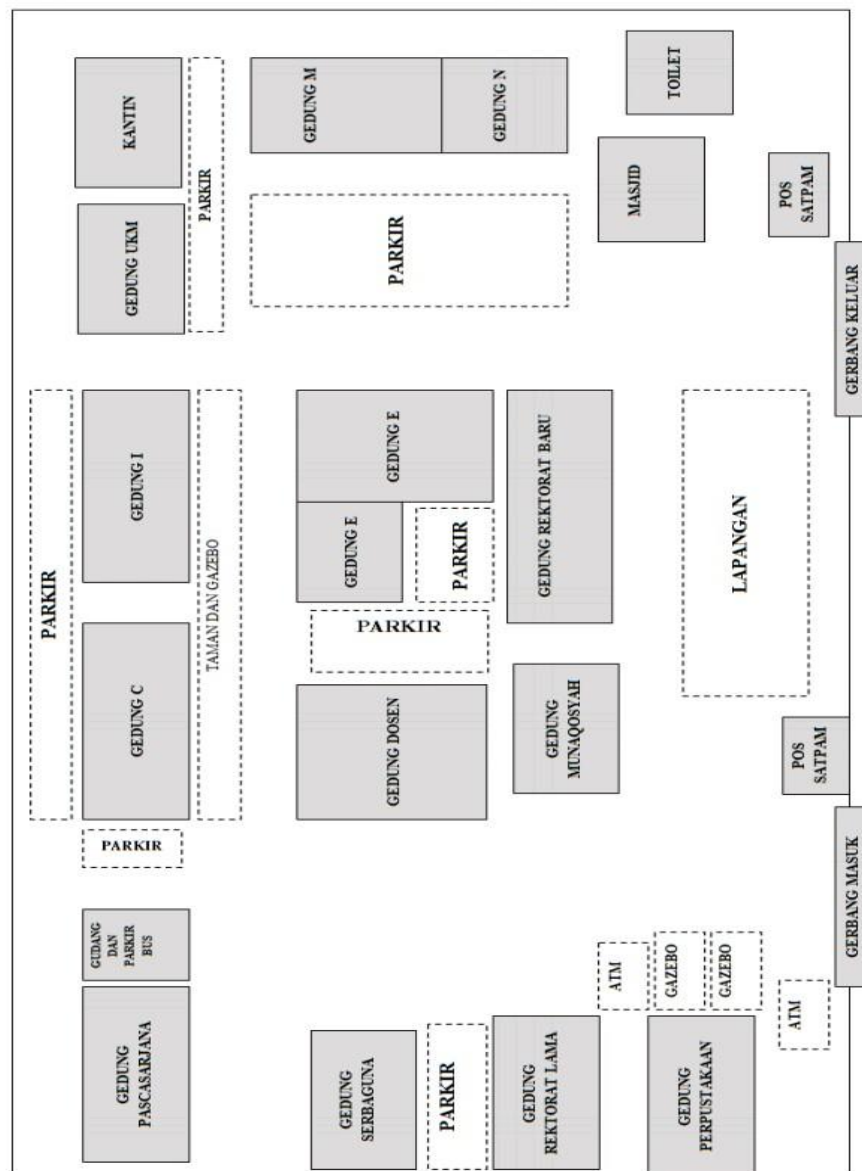 KANTIN
PARKIR
GEDUNG M
GEDUNG N
TOILET
MASJID
POS
SATPAM
GEDUNG UKM
PARKIR
GERBANG KELUAR
PARKIR
GEDUNG I
TAMAN DAN GAZEBO
GEDUNG E
GEDUNG E
PARKIR
GEDUNG REKTORAT BARU
LAPANGAN
PARKIR
GEDUNG C
GEDUNG DOSEN
GEDUNG
MUNAQOSYAH
POS
SATPAM
PARKIR
GERBANG MASUK
GUDANG
DAN
PARKIR
BUS
ATM
GAZEBO
GAZEBO
ATM
GEDUNG
PASCASARJANA
GEDUNG
SERBAGUNA
PARKIR
GEDUNG
REKTORAT LAMA
GEDUNG
PERPUSTAKAAN